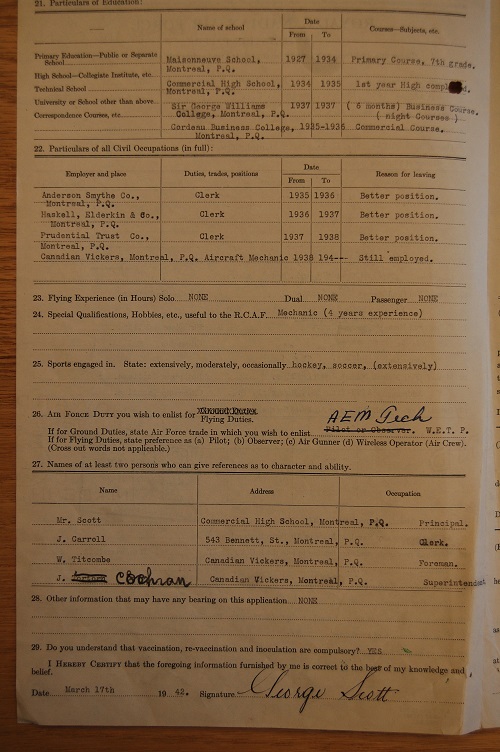 21. Particulars of Education:
Name of school Date Courses—Subjects, etc.
From To
Primary Education—Public or Separate
School Maisonneuve School, 1927 1934 Primary Course, 7th grade.
Montreal, P.Q.
High School—Collegiate Institute, etc.
Technical School Commercial High School, 1934 1935 1st year High
Montreal, P.Q.
University or School other than above. Sir George Williams 1937 1937 ( 6 months) Business Course.
Correspondence Courses, etc. College, Montreal, P.Q. ( night Courses )
Cordeau Business College, 1935-1936 Commercial Course.
Montreal, P.Q.
22. Particulars of all Civil Occupations (in full):
Employer and place Duties, trades, positions Date Reason for leaving
From To
Anderson Smythe Co., Clerk 1935 1936 Better position.
Montreal, P.Q.
Haskell, Elderkin & Co., Clerk 1936 1937 Better position.
Montreal, P.Q.
Prudential Trust Co., Clerk 1937 1938 Better position.
Montreal, P.Q.
Canadian Vickers, Montreal, P.Q. Aircraft Mechanic 1938 194--- Still employed.
23. Flying Experience (in Hours) Solo NONE Dual NONE Passenger NONE
24. Special Qualifications, Hobbies, etc., useful to the R.C.A.F. Mechanic (4 years experience)
25. Sports engaged in. State: extensively, moderately, occasionally hockey, soccer, (extensively)
26. Air Force Duty you wish to enlist for
Flying Duties.
AEM Tech
If for Ground Duties, state Air Force trade in which you wish to enlist Pilot or Observer. W.E.T.P.
If for Flying Duties, state preference as (a) Pilot; (b) Observer; (c) Air Gunner (d) Wireless Operator (Air Crew).
(Cross out words not applicable.)
27. Names of at least two persons who can give references as to character and ability.
Name Address Occupation
Mr. Scott Commercial High School, Montreal, P.Q. Principal.
J. Carroll 543 Bennett, St., Montreal, P.Q. Clerk.
W. Titcombe Canadian Vickers, Montreal, P.Q. Foreman.
J. Cochran Canadian Vickers, Montreal, P.Q. Superintendent
28. Other information that may have any bearing on this application NONE
29. Do you understand that vaccination, re-vaccination and inoculation are compulsory? YES
I Hereby Certify that the foregoing information furnished by me is correct to the best of my knowledge and
belief.
Date March 17th 1942. Signature George Scott